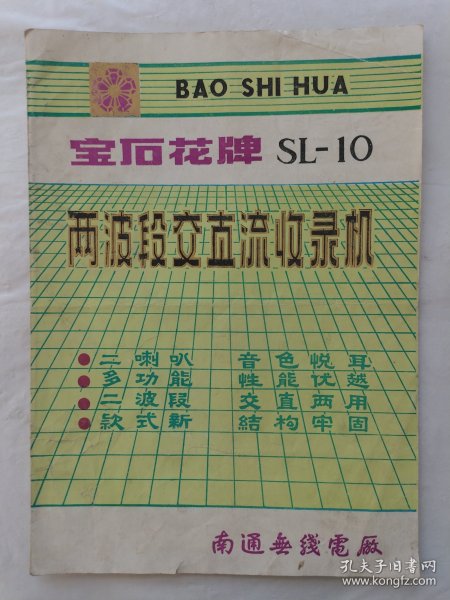 BAO SHI HUA
宝石花牌 SL-10
两波段交直流收录机
二喇叭 音色悦耳
多功能 性能优越
二波段 交直两用
款式新 结构牢固
南通無线電廠
孔夫子旧书网
www.kongfz.com